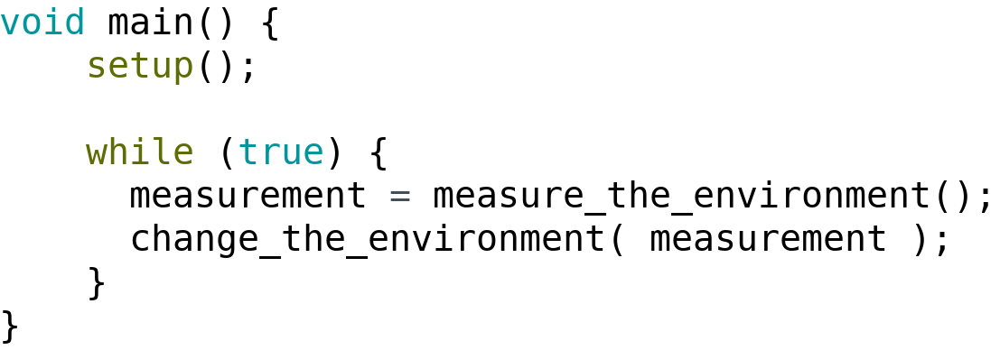 void main() {
    setup();

    while (true) {
      measurement = measure_the_environment();
      change_the_environment( measurement );
    }
}